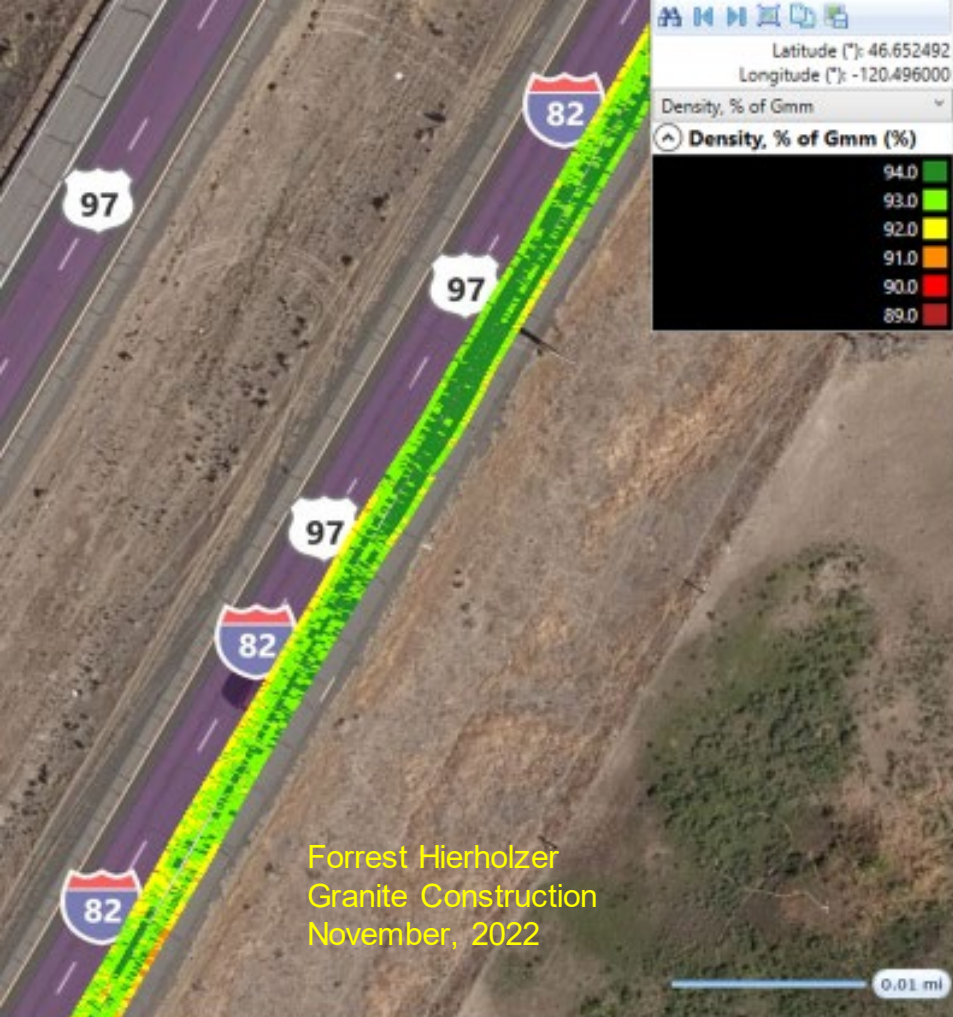 Latitude (°): 46.652492
Longitude (°): -120.496000
Density, % of Gmm
Density, % of Gmm (%)
94.0
93.0
92.0
91.0
90.0
89.0
82
97
97
97
82
82
Forrest Hierholzer
Granite Construction
November, 2022
0.01 mi